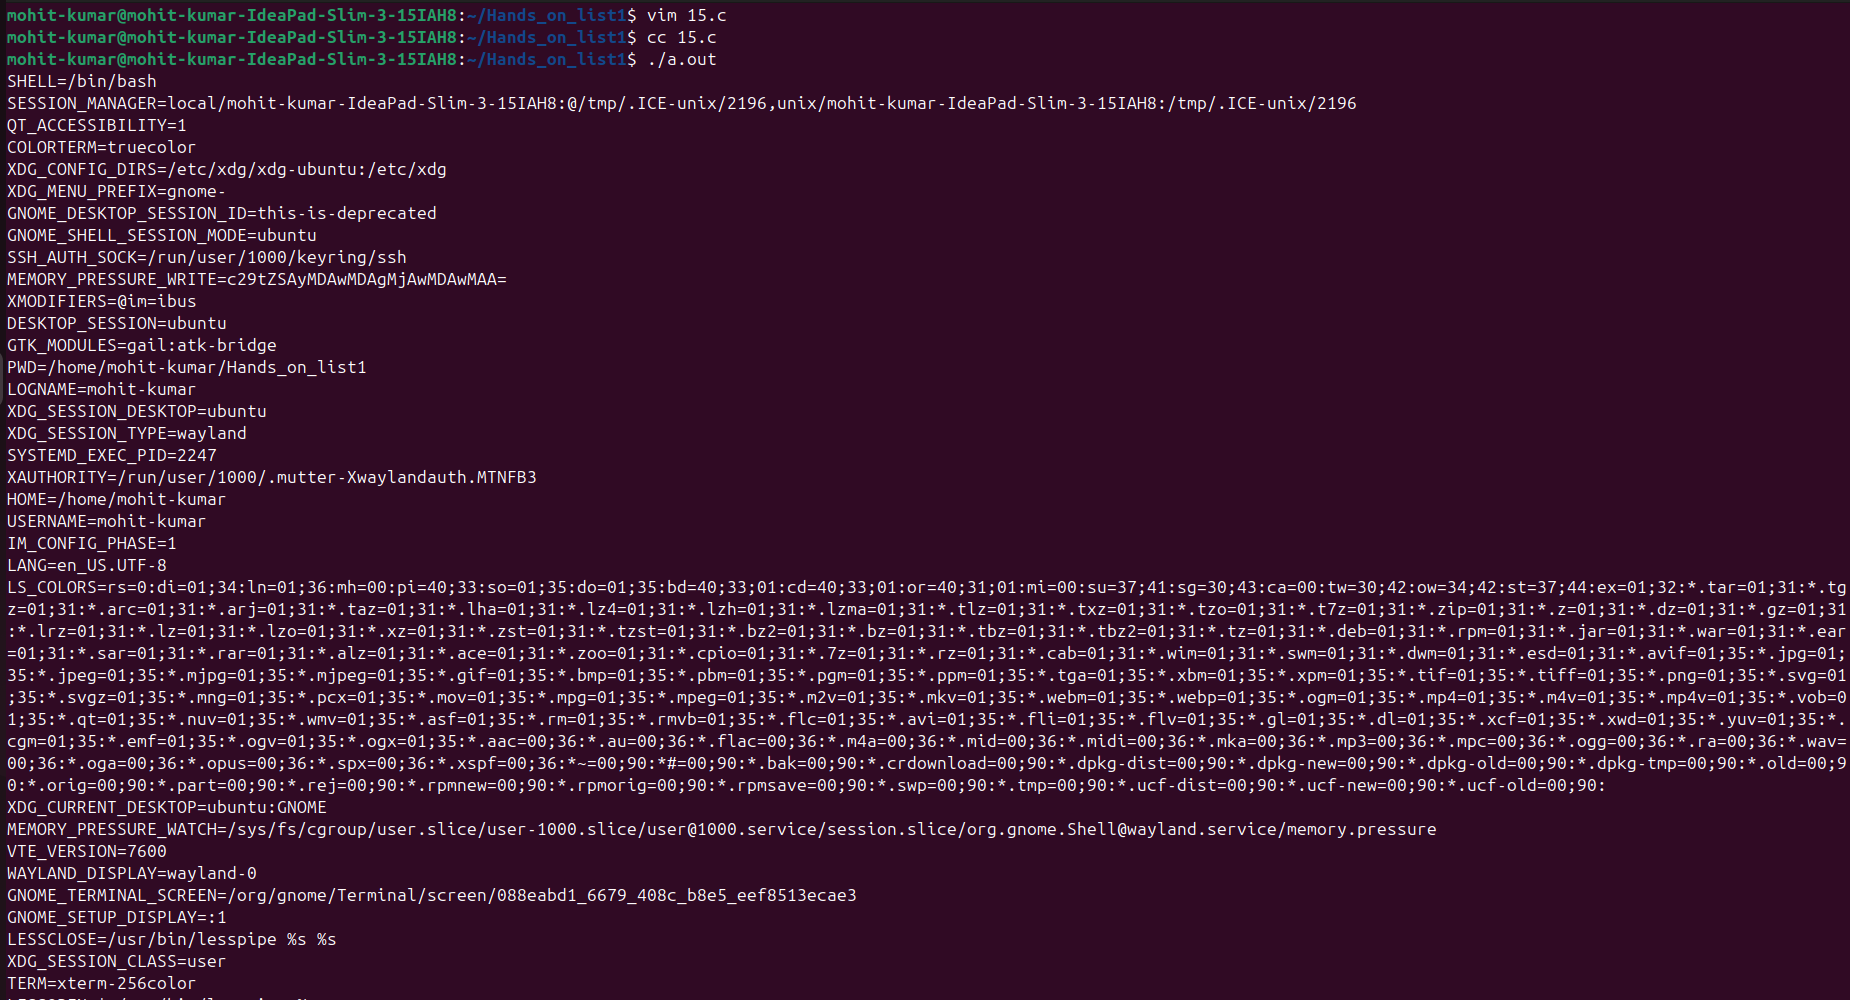 mohit-kumar@mohit-kumar-IdeaPad-Slim-3-15IAH8:~/Hands_on_list1$ vim 15.c
mohit-kumar@mohit-kumar-IdeaPad-Slim-3-15IAH8:~/Hands_on_list1$ cc 15.c
mohit-kumar@mohit-kumar-IdeaPad-Slim-3-15IAH8:~/Hands_on_list1$ ./a.out
SHELL=/bin/bash
SESSION_MANAGER=local/mohit-kumar-IdeaPad-Slim-3-15IAH8:@/tmp/.ICE-unix/2196,unix/mohit-kumar-IdeaPad-Slim-3-15IAH8:/tmp/.ICE-unix/2196
QT_ACCESSIBILITY=1
COLORTERM=truecolor
XDG_CONFIG_DIRS=/etc/xdg/xdg-ubuntu:/etc/xdg
XDG_MENU_PREFIX=gnome-
GNOME_DESKTOP_SESSION_ID=this-is-deprecated
GNOME_SHELL_SESSION_MODE=ubuntu
SSH_AUTH_SOCK=/run/user/1000/keyring/ssh
MEMORY_PRESSURE_WRITE=c29tZSAyMDAwMDAgMjAwMDAwMAA=
XMODIFIERS=@im=ibus
DESKTOP_SESSION=ubuntu
GTK_MODULES=gail:atk-bridge
PWD=/home/mohit-kumar/Hands_on_list1
LOGNAME=mohit-kumar
XDG_SESSION_DESKTOP=ubuntu
XDG_SESSION_TYPE=wayland
SYSTEMD_EXEC_PID=2247
XAUTHORITY=/run/user/1000/.mutter-Xwaylandauth.MTNFB3
HOME=/home/mohit-kumar
USERNAME=mohit-kumar
IM_CONFIG_PHASE=1
LANG=en_US.UTF-8
LS_COLORS=rs=0:di=01;34:ln=01;36:mh=00:pi=40;33:so=01;35:do=01;35:bd=40;33;01:cd=40;33;01:or=40;31;01:mi=00:su=37;41:sg=30;43:ca=00:tw=30;42:ow=34;42:st=37;44:ex=01;32:*.tar=01;31:*.tg
z=01;31:*.arc=01;31:*.arj=01;31:*.taz=01;31:*.lha=01;31:*.lz4=01;31:*.lzh=01;31:*.lzma=01;31:*.tlz=01;31:*.txz=01;31:*.tzo=01;31:*.t7z=01;31:*.zip=01;31:*.z=01;31:*.dz=01;31:*.gz=01;31
:*.lrz=01;31:*.lz=01;31:*.lzo=01;31:*.xz=01;31:*.zst=01;31:*.tzst=01;31:*.bz2=01;31:*.bz=01;31:*.tbz=01;31:*.tbz2=01;31:*.tz=01;31:*.deb=01;31:*.rpm=01;31:*.jar=01;31:*.war=01;31:*.ear
=01;31:*.sar=01;31:*.rar=01;31:*.alz=01;31:*.ace=01;31:*.zoo=01;31:*.cpio=01;31:*.7z=01;31:*.rz=01;31:*.cab=01;31:*.wim=01;31:*.swm=01;31:*.dwm=01;31:*.esd=01;31:*.avif=01;35:*.jpg=01;
35:*.jpeg=01;35:*.mjpg=01;35:*.mjpeg=01;35:*.gif=01;35:*.bmp=01;35:*.pbm=01;35:*.pgm=01;35:*.ppm=01;35:*.tga=01;35:*.xbm=01;35:*.xpm=01;35:*.tif=01;35:*.tiff=01;35:*.png=01;35:*.svg=01
;35:*.svgz=01;35:*.mng=01;35:*.pcx=01;35:*.mov=01;35:*.mpg=01;35:*.mpeg=01;35:*.m2v=01;35:*.mkv=01;35:*.webm=01;35:*.webp=01;35:*.ogm=01;35:*.mp4=01;35:*.m4v=01;35:*.mp4v=01;35:*.vob=0
1;35:*.qt=01;35:*.nuv=01;35:*.wmv=01;35:*.asf=01;35:*.rm=01;35:*.rmvb=01;35:*.flc=01;35:*.avi=01;35:*.fli=01;35:*.flv=01;35:*.gl=01;35:*.dl=01;35:*.xcf=01;35:*.xwd=01;35:*.yuv=01;35:*.
cgm=01;35:*.emf=01;35:*.ogv=01;35:*.ogx=01;35:*.aac=00;36:*.au=00;36:*.flac=00;36:*.m4a=00;36:*.mid=00;36:*.midi=00;36:*.mka=00;36:*.mp3=00;36:*.mpc=00;36:*.ogg=00;36:*.ra=00;36:*.wav=
00;36:*.oga=00;36:*.opus=00;36:*.spx=00;36:*.xspf=00;36:*~=00;90:*#=00;90:*.bak=00;90:*.crdownload=00;90:*.dpkg-dist=00;90:*.dpkg-new=00;90:*.dpkg-old=00;90:*.dpkg-tmp=00;90:*.old=00;9
0:*.orig=00;90:*.part=00;90:*.rej=00;90:*.rpmnew=00;90:*.rpmorig=00;90:*.rpmsave=00;90:*.swp=00;90:*.tmp=00;90:*.ucf-dist=00;90:*.ucf-new=00;90:*.ucf-old=00;90:
XDG_CURRENT_DESKTOP=ubuntu:GNOME
MEMORY_PRESSURE_WATCH=/sys/fs/cgroup/user.slice/user-1000.slice/user@1000.service/session.slice/org.gnome.Shell@wayland.service/memory.pressure
VTE_VERSION=7600
WAYLAND_DISPLAY=wayland-0
GNOME_TERMINAL_SCREEN=/org/gnome/Terminal/screen/088eabd1_6679_408c_b8e5_eef8513ecae3
GNOME_SETUP_DISPLAY=:1
LESSCLOSE=/usr/bin/lesspipe %s %s
XDG_SESSION_CLASS=user
TERM=xterm-256color